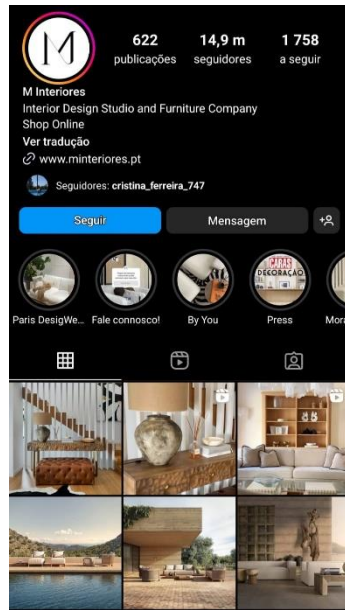 M
622 14,9 m 1 758
publicações seguidores a seguir
M Interiores
Interior Design Studio and Furniture Company
Shop Online
Ver tradução
www.minteriores.pt
Seguidores: cristina_ferreira_747
Seguir Mensagem
CARAS
DECORAÇÃO
Paris DesigWe... Fale connosco! By You Press Mora